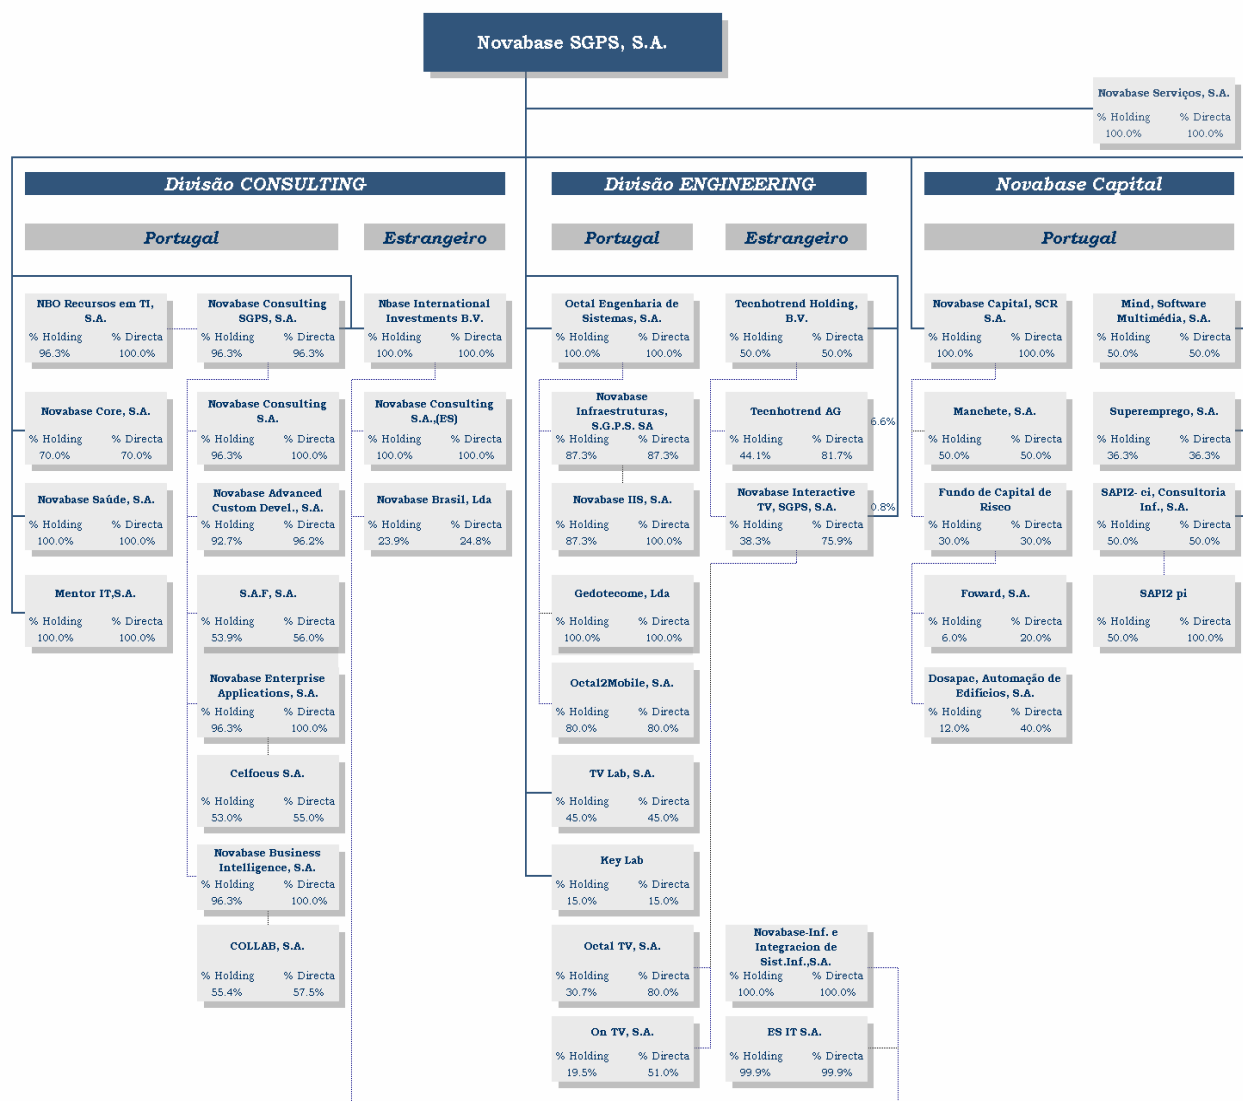 Novabase SGPS, S.A.
Novabase Serviços, S.A.
% Holding % Directa
100.0% 100.0%
Divisão CONSULTING
Portugal
Estrangeiro
NBO Recursos em TI,
S.A.
% Holding % Directa
96.3% 100.0%
Novabase Core, S.A.
% Holding % Directa
70.0% 70.0%
Novabase Saúde, S.A.
% Holding % Directa
100.0% 100.0%
Mentor IT,S.A.
% Holding % Directa
100.0% 100.0%
Novabase Consulting
SGPS, S.A.
% Holding % Directa
96.3% 96.3%
Novabase Consulting
S.A.
% Holding % Directa
96.3% 100.0%
Novabase Advanced
Custom Devel., S.A.
% Holding % Directa
92.7% 96.2%
S.A.F, S.A.
% Holding % Directa
53.9% 56.0%
Novabase Enterprise
Applications, S.A.
% Holding % Directa
96.3% 100.0%
Celfocus S.A.
% Holding % Directa
53.0% 55.0%
Novabase Business
Intelligence, S.A.
% Holding % Directa
96.3% 100.0%
COLLAB, S.A.
% Holding % Directa
55.4% 57.5%
Nbase International
Investments B.V.
% Holding % Directa
100.0% 100.0%
Novabase Consulting
S.A.,(ES)
% Holding % Directa
100.0% 100.0%
Novabase Brasil, Lda
% Holding % Directa
23.9% 24.8%
Divisão ENGINEERING
Portugal
Estrangeiro
Octal Engenharia de
Sistemas, S.A.
% Holding % Directa
100.0% 100.0%
Novabase
Infraestruturas,
S.G.P.S. SA
% Holding % Directa
87.3% 87.3%
Novabase IIS, S.A.
% Holding % Directa
87.3% 100.0%
Gedotecome, Lda
% Holding % Directa
100.0% 100.0%
Octal2Mobile, S.A.
% Holding % Directa
80.0% 80.0%
TV Lab, S.A.
% Holding % Directa
45.0% 45.0%
Key Lab
% Holding % Directa
15.0% 15.0%
Octal TV, S.A.
% Holding % Directa
30.7% 80.0%
On TV, S.A.
% Holding % Directa
19.5% 51.0%
Tecnhotrend Holding,
B.V.
% Holding % Directa
50.0% 50.0%
Tecnhotrend AG
% Holding % Directa
44.1% 81.7%
6.6%
Novabase Interactive
TV, SGPS, S.A.
% Holding % Directa
38.3% 75.9%
0.8%
Novabase-Inf. e
Integracion de
Sist.Inf.,S.A.
% Holding % Directa
100.0% 100.0%
ES IT S.A.
% Holding % Directa
99.9% 99.9%
Novabase Capital
Portugal
Novabase Capital, SCR
S.A.
% Holding % Directa
100.0% 100.0%
Manchete, S.A.
% Holding % Directa
50.0% 50.0%
Fundo de Capital de
Risco
% Holding % Directa
30.0% 30.0%
Foward, S.A.
% Holding % Directa
6.0% 20.0%
Dosapac, Automação de
Edificios, S.A.
% Holding % Directa
12.0% 40.0%
Mind, Software
Multimédia, S.A.
% Holding % Directa
50.0% 50.0%
Superemprego, S.A.
% Holding % Directa
36.3% 36.3%
SAPI2- ci, Consultoria
Inf., S.A.
% Holding % Directa
50.0% 50.0%
SAPI2 pi
% Holding % Directa
50.0% 100.0%